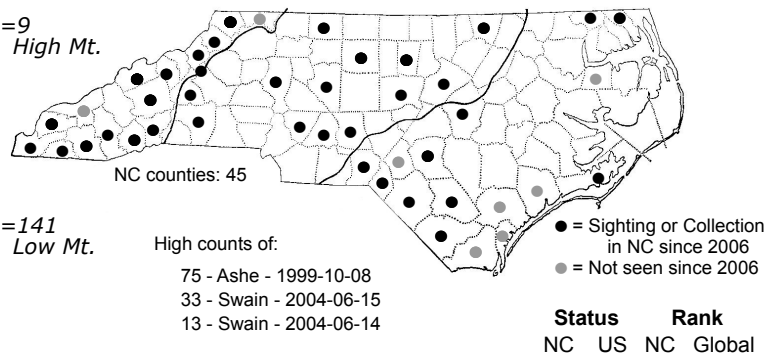 =9
High Mt.
NC counties: 45
=141
Low Mt.
High counts of:
75 - Ashe - 1999-10-08
33 - Swain - 2004-06-15
13 - Swain - 2004-06-14
= Sighting or Collection
in NC since 2006
= Not seen since 2006
Status Rank
NC US NC Global